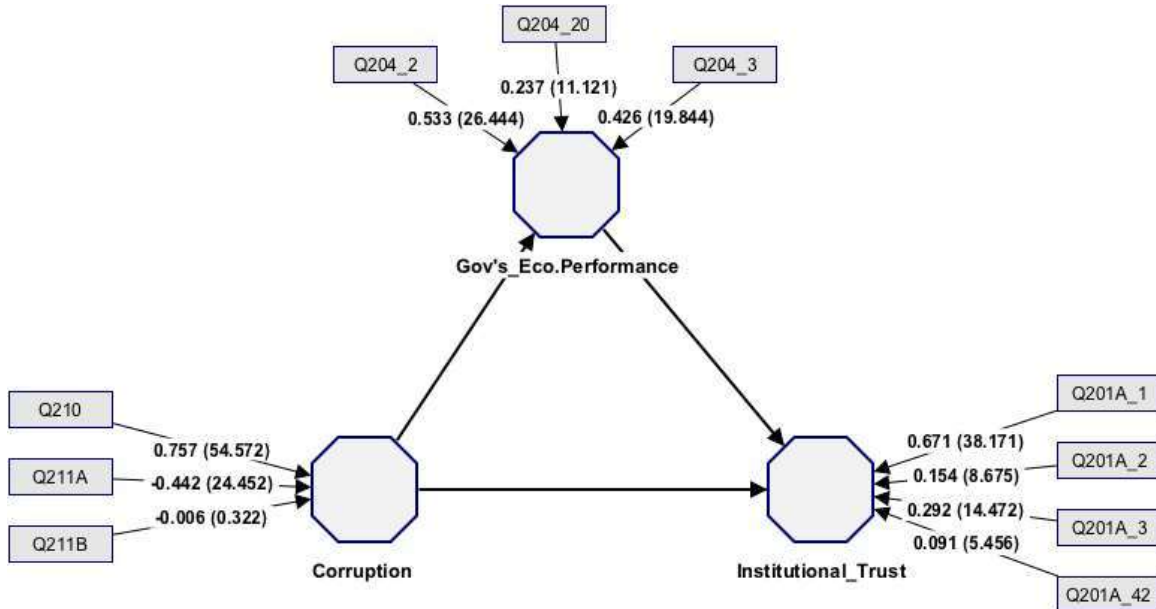 Q204_20
Q204_2
Q204_3
0.237 (11.121)
0.533 (26.444)
0.426 (19.844)
Gov's_Eco.Performance
Q210
0.757 (54.572)
Q211A
-0.442 (24.452)
-0.006 (0.322)
Q211B
Corruption
Q201A_1
0.671 (38.171)
Q201A_2
0.154 (8.675)
0.292 (14.472)
Q201A_3
0.091 (5.456)
Q201A_42
Institutional_Trust